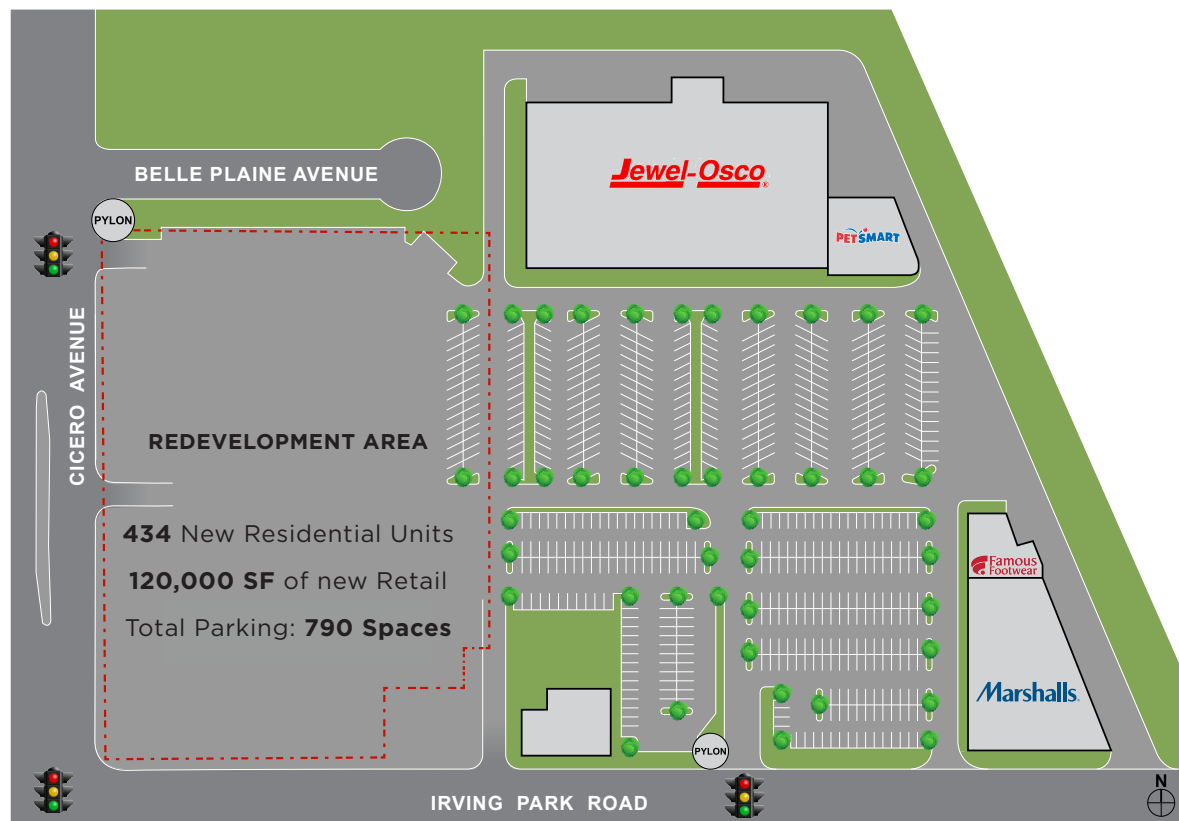 BELLE PLAINE AVENUE
PYLON
Jewel-Osco®
PETSMART
CICERO AVENUE
REDEVELOPMENT AREA
434 New Residential Units
120,000 SF of new Retail
Total Parking: 790 Spaces
Famous
Footwear
Marshalls.
PYLON
IRVING PARK ROAD
N